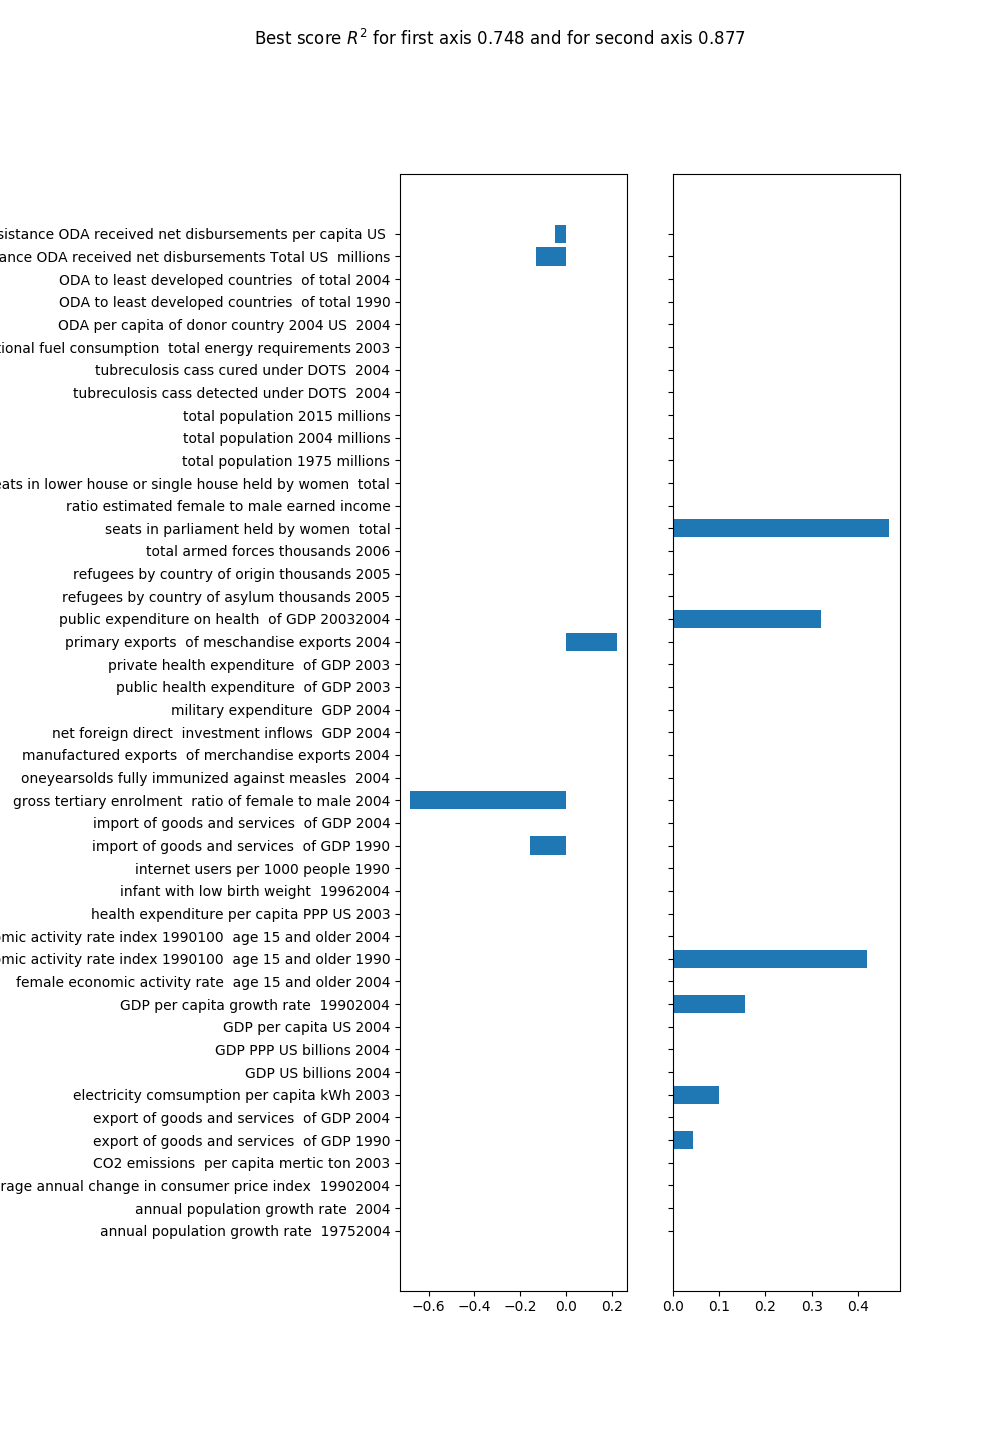 Best score R² for first axis 0.748 and for second axis 0.877
ODA received net disbursements per capita US
ODA received net disbursements Total US millions
ODA to least developed countries of total 2004
ODA to least developed countries of total 1990
ODA per capita of donor country 2004 US 2004
fuel consumption total energy requirements 2003
tubreculosis cass cured under DOTS 2004
tubreculosis cass detected under DOTS 2004
total population 2015 millions
total population 2004 millions
total population 1975 millions
in lower house or single house held by women total
ratio estimated female to male earned income
seats in parliament held by women total
total armed forces thousands 2006
refugees by country of origin thousands 2005
refugees by country of asylum thousands 2005
public expenditure on health of GDP 20032004
primary exports of meschandise exports 2004
private health expenditure of GDP 2003
public health expenditure of GDP 2003
military expenditure GDP 2004
net foreign direct investment inflows GDP 2004
manufactured exports of merchandise exports 2004
oneyearsolds fully immunized against measles 2004
gross tertiary enrolment ratio of female to male 2004
import of goods and services of GDP 2004
import of goods and services of GDP 1990
internet users per 1000 people 1990
infant with low birth weight 19962004
health expenditure per capita PPP US 2003
activity rate index 1990100 age 15 and older 2004
activity rate index 1990100 age 15 and older 1990
female economic activity rate age 15 and older 2004
GDP per capita growth rate 19902004
GDP per capita US 2004
GDP PPP US billions 2004
GDP US billions 2004
electricity comsumption per capita kWh 2003
export of goods and services of GDP 2004
export of goods and services of GDP 1990
CO2 emissions per capita mertic ton 2003
annual change in consumer price index 19902004
annual population growth rate 2004
annual population growth rate 19752004
−0.6 −0.4 −0.2 0.0 0.2 0.0 0.1 0.2 0.3 0.4